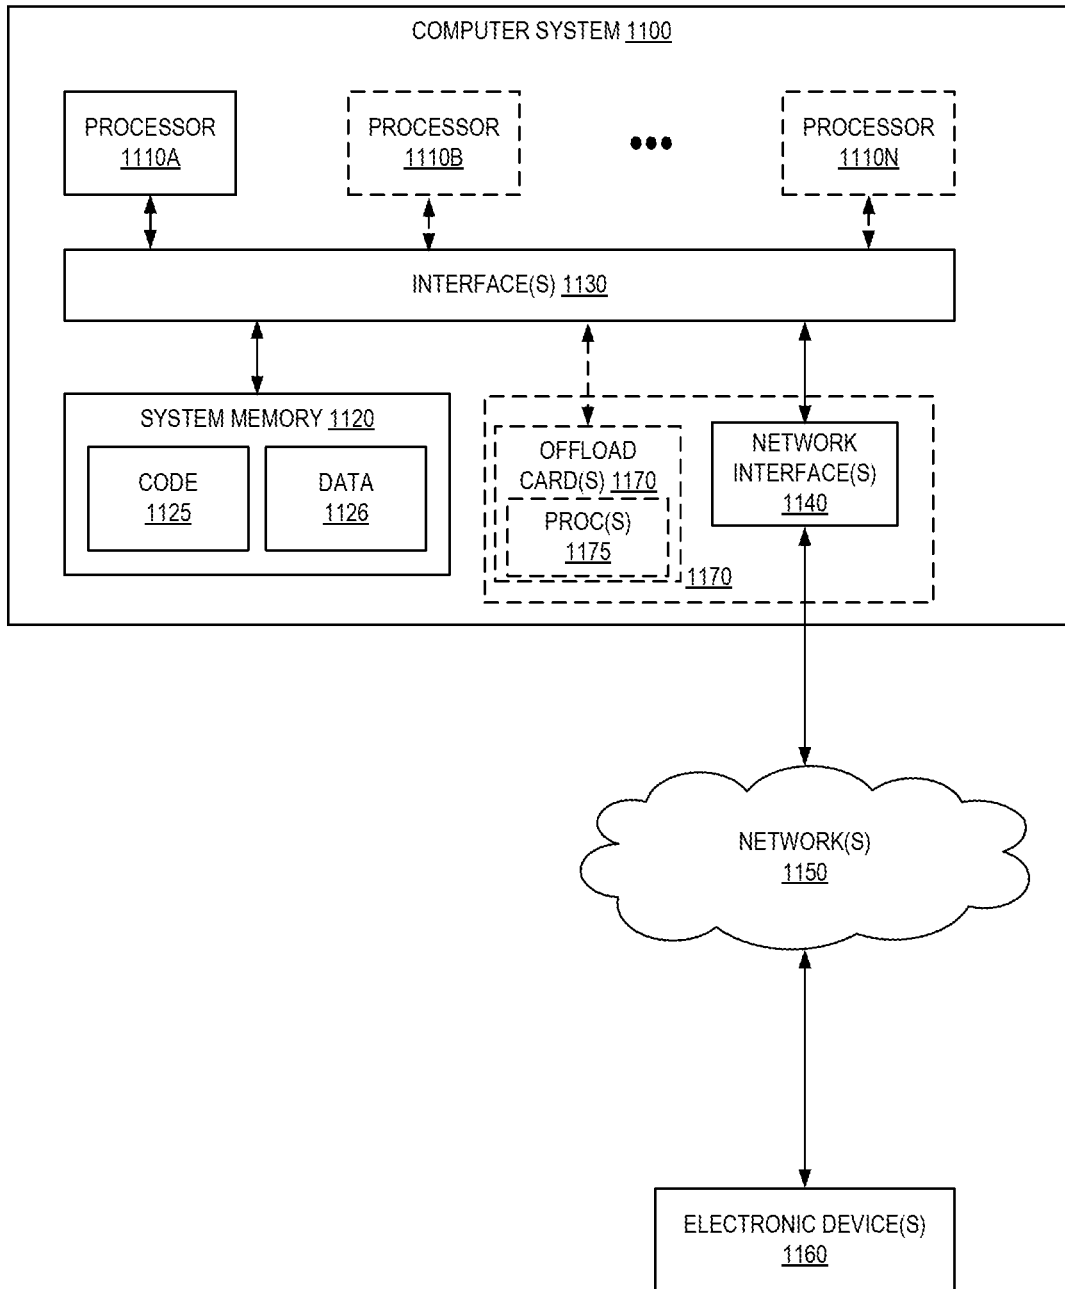 COMPUTER SYSTEM 1100
PROCESSOR
1110A
PROCESSOR
1110B
PROCESSOR
1110N
INTERFACE(S) 1130
SYSTEM MEMORY 1120
CODE
1125
DATA
1126
OFFLOAD
CARD(S) 1170
PROC(S)
1175
1170
NETWORK
INTERFACE(S)
1140
NETWORK(S)
1150
ELECTRONIC DEVICE(S)
1160